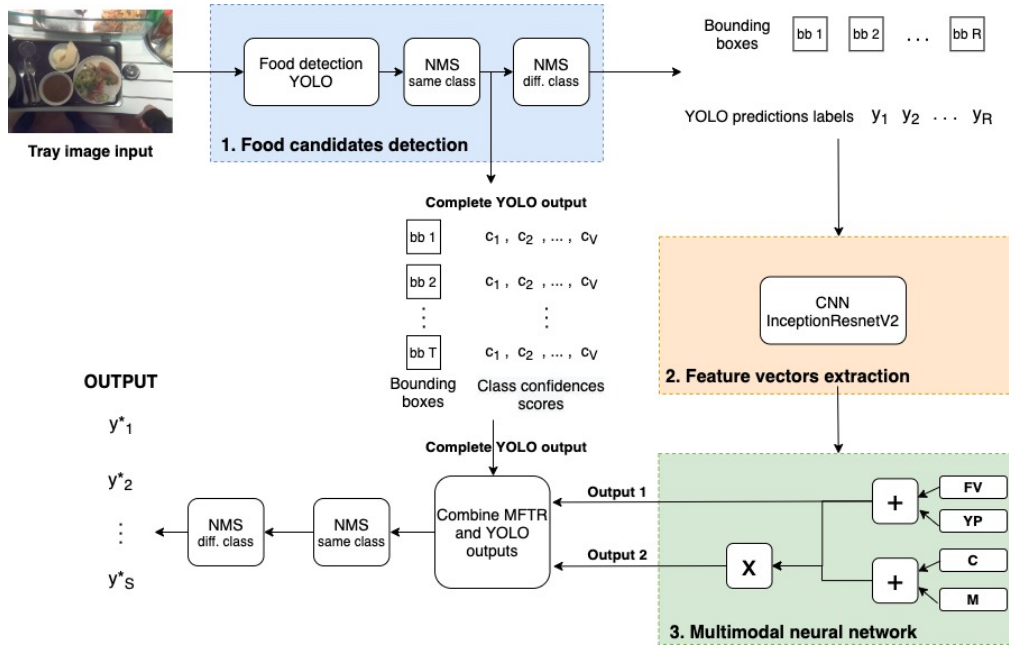 Tray image input
Food detection
YOLO
NMS
same class
NMS
diff. class
1. Food candidates detection
Bounding
boxes
bb 1
bb 2
. . .
bb R
YOLO predictions labels y1 y2 . . . yR
Complete YOLO output
bb 1
c1 , c2 , ... , cV
bb 2
c1 , c2 , ... , cV
bb T
c1 , c2 , ... , cV
Bounding
boxes
Class confidences
scores
CNN
InceptionResnetV2
2. Feature vectors extraction
Complete YOLO output
FV
YP
+
C
M
+
X
3. Multimodal neural network
Output 1
Output 2
Combine MFTR
and YOLO
outputs
NMS
same class
NMS
diff. class
OUTPUT
y*1
y*2
y*S